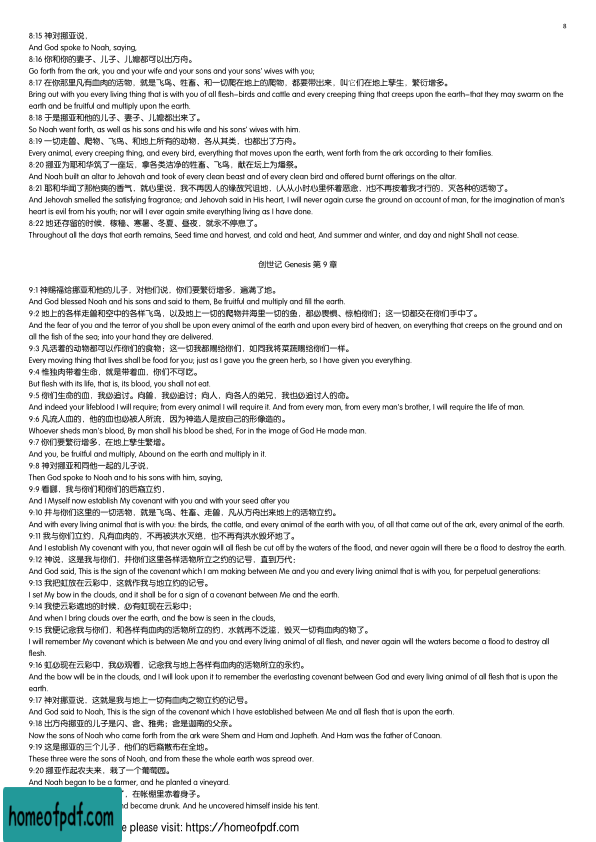 8
8:15 神对挪亚说，
And God spoke to Noah, saying,
8:16 你和你的妻子、儿子、儿媳都可以出方舟。
Go forth from the ark, you and your wife and your sons and your sons' wives with you;
8:17 在你那里凡有血肉的活物，就是飞鸟、牲畜、和一切爬在地上的爬物，都要带出来，叫它们在地上孳生，繁衍增多。
Bring out with you every living thing that is with you of all flesh—birds and cattle and every creeping thing that creeps upon the earth—that they may swarm on the
earth and be fruitful and multiply upon the earth.
8:18 于是挪亚和他的儿子、妻子、儿媳都出来了。
So Noah went forth, as well as his sons and his wife and his sons' wives with him.
8:19 一切走兽、爬物、飞鸟、和地上所有的动物，各从其类，也都出了方舟。
Every animal, every creeping thing, and every bird, everything that moves upon the earth, went forth from the ark according to their families.
8:20 挪亚为耶和华筑了一座坛，拿各类洁净的牲畜、飞鸟，献在坛上为燔祭。
And Noah built an altar to Jehovah and took of every clean beast and of every clean bird and offered burnt offerings on the altar.
8:21 耶和华闻了那怡爽的香气，就心里说，我不再因人的缘故咒诅地，(人从小时心里怀着恶念，)也不再按着我才行的，灭各种的活物了。
And Jehovah smelled the satisfying fragrance; and Jehovah said in His heart, I will never again curse the ground on account of man, for the imagination of man's
heart is evil from his youth; nor will I ever again smite everything living as I have done.
8:22 地还存留的时候，稼穑、寒暑、冬夏、昼夜，就永不停息了。
Throughout all the days that earth remains, Seed time and harvest, and cold and heat, And summer and winter, and day and night Shall not cease.
创世记 Genesis 第 9 章
9:1 神赐福给挪亚和他的儿子，对他们说，你们要繁衍增多，遍满了地。
And God blessed Noah and his sons and said to them, Be fruitful and multiply and fill the earth.
9:2 地上的各样走兽和空中的各样飞鸟，以及地上一切的爬物并海里一切的鱼，都必畏惧、惊怕你们；这一切都交在你们手中了。
And the fear of you and the terror of you shall be upon every animal of the earth and upon every bird of heaven, on everything that creeps on the ground and on
all the fish of the sea; into your hand they are delivered.
9:3 凡活着的动物都可以作你们的食物；这一切我都赐给你们，如同我将菜蔬赐给你们一样。
Every moving thing that lives shall be food for you; just as I gave you the green herb, so I have given you everything.
9:4 惟独肉带着生命，就是带着血，你们不可吃。
But flesh with its life, that is, its blood, you shall not eat.
9:5 你们生命的血，我必追讨。向兽，我必追讨；向人，向各人的弟兄，我也必追讨人的命。
And indeed your lifeblood I will require; from every animal I will require it. And from every man, from every man's brother, I will require the life of man.
9:6 凡流人血的，他的血也必被人所流，因为神造人是按自己的形像造的。
Whoever sheds man's blood, By man shall his blood be shed, For in the image of God He made man.
9:7 你们要繁衍增多，在地上孳生繁增。
And you, be fruitful and multiply, Abound on the earth and multiply in it.
9:8 神对挪亚和同他一起的儿子说，
Then God spoke to Noah and to his sons with him, saying,
9:9 看哪，我与你们和你们的后裔立约，
And I Myself now establish My covenant with you and with your seed after you
9:10 并与你们这里的一切活物，就是飞鸟、牲畜、走兽，凡从方舟出来地上的活物立约。
And with every living animal that is with you: the birds, the cattle, and every animal of the earth with you, of all that came out of the ark, every animal of the earth.
9:11 我与你们立约，凡有血肉的，不再被洪水灭绝，也不再有洪水毁坏地了。
And I establish My covenant with you, that never again will all flesh be cut off by the waters of the flood, and never again will there be a flood to destroy the earth.
9:12 神说，这是我与你们，并你们这里各样活物所立之约的记号，直到万代；
And God said, This is the sign of the covenant which I am making between Me and you and every living animal that is with you, for perpetual generations:
9:13 我把虹放在云彩中，这就作我与地立约的记号。
I set My bow in the clouds, and it shall be for a sign of a covenant between Me and the earth.
9:14 我使云彩遮地的时候，必有虹现在云彩中；
And when I bring clouds over the earth, and the bow is seen in the clouds,
9:15 我便记念我与你们，和各样有血肉的活物所立的约，水就再不泛滥，毁灭一切有血肉的物了。
I will remember My covenant, which is between Me and you and every living animal of all flesh, and never again will the waters become a flood to destroy all
flesh.
9:16 虹必现在云彩中，我必观看，记念我与地上各样有血肉的活物所立的永约。
And the bow will be in the clouds, and I will look upon it to remember the everlasting covenant between God and every living animal of all flesh that is upon the
earth.
9:17 神对挪亚说，这就是我与地上一切有血肉之物立约的记号。
And God said to Noah, This is the sign of the covenant which I have established between Me and all flesh that is upon the earth.
9:18 出方舟挪亚的儿子是闪、含、雅弗；含是迦南的父亲。
Now the sons of Noah who came forth from the ark were Shem and Ham and Japheth. And Ham was the father of Canaan.
9:19 这是挪亚的三个儿子，他们的后裔散布在全地。
These three were the sons of Noah, and from these the whole earth was spread over.
9:20 挪亚作起农夫来，栽了一个葡萄园。
And Noah began to be a farmer, and he planted a vineyard.
，在帐棚里赤着身子。
nd became drunk. And he uncovered himself inside his tent.
homeofpdf.com
e please visit: https://homeofpdf.com